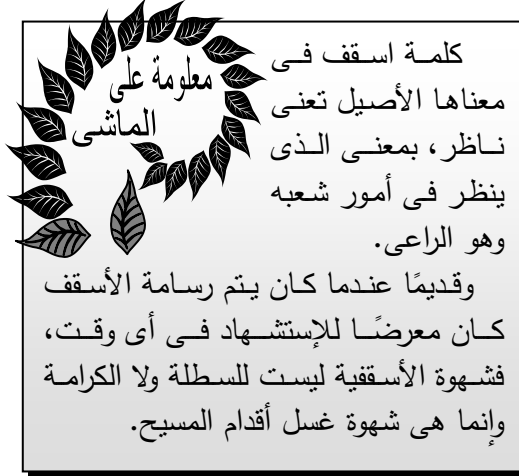 معلومة على
الماشى
كلمة اسقف فى
معناها الأصيل تعنى
ناظر، بمعنى الذى
ينظر فى أمور شعبه
وهو الراعى.
وقديمًا عندما كان يتم رسامة الأسقف
كان معرضًا للإستشهاد فى أى وقت،
فشهوة الأسقفية ليست للسطلة ولا الكرامة
وإنما هى شهوة غسل أقدام المسيح.